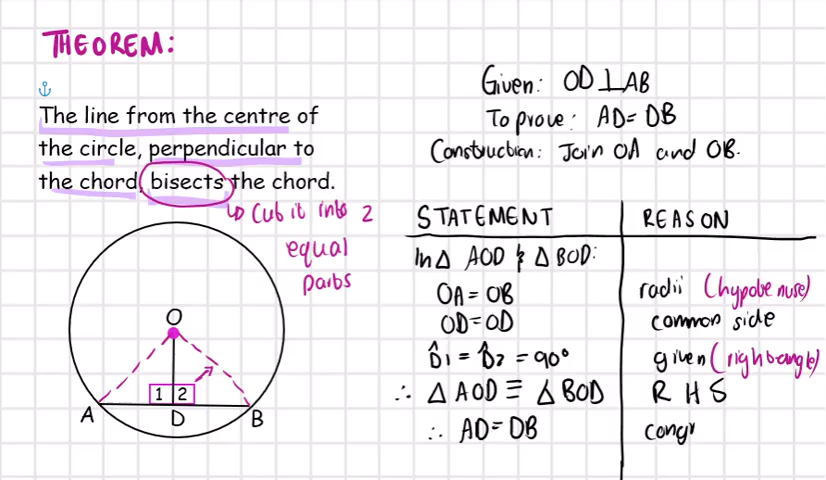 THEOREM:
The line from the centre of
the circle, perpendicular to
the chord, bisects the chord.
↳ Cut it into 2
equal
parts
O
1 2
A D B
Given: OD ⊥ AB
To prove: AD = DB
Construction: Join OA and OB.
STATEMENT REASON
In Δ AOD & Δ BOD:
OA = OB radii (hypotenuse)
OD = OD common side
D̂1 = D̂2 = 90° given (right angle)
∴ Δ AOD ≡ Δ BOD R H S
∴ AD = DB congr